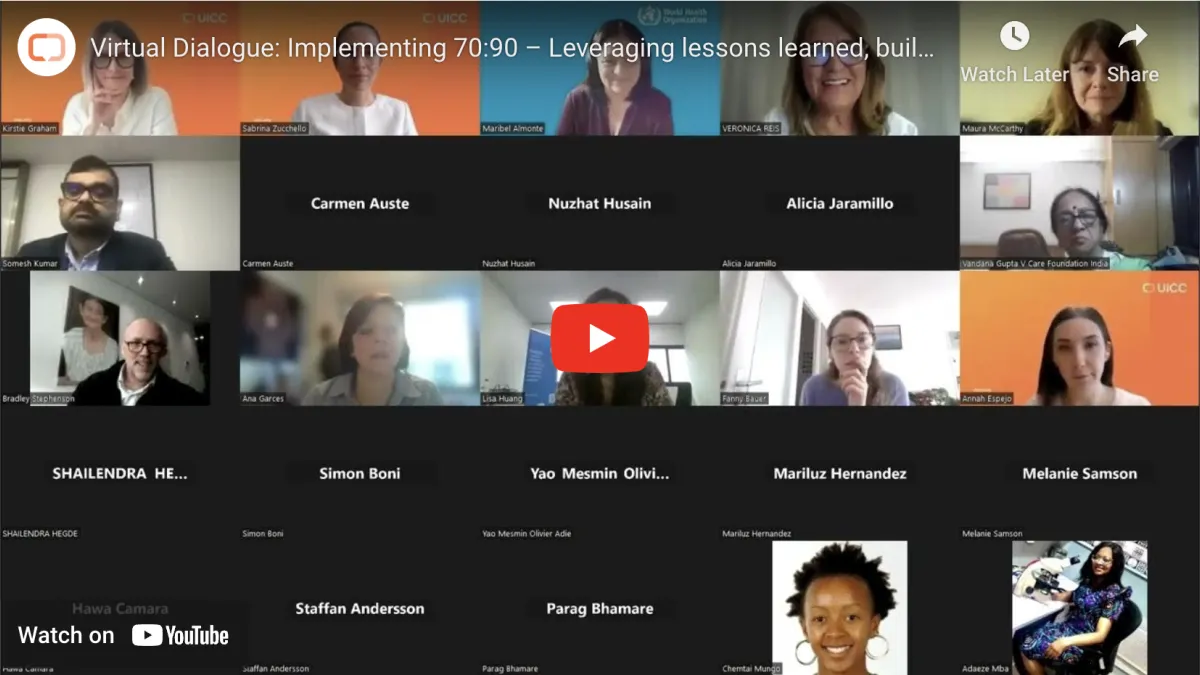 UICC
UICC
World Health
Organization
Virtual Dialogue: Implementing 70:90 – Leveraging lessons learned, buil...
Watch Later
Share
Kirstie Graham
Sabrina Zucchello
Maribel Almonte
VERONICA REIS
Maura McCarthy
Carmen Auste
Nuzhat Husain
Alicia Jaramillo
Somesh Kumar
Carmen Auste
Nuzhat Husain
Alicia Jaramillo
Vandana Gupta V Care Foundation India
UICC
Bradley Stephenson
Ana Garces
Lisa Huang
Fanny Bauer
Annah Espejo
SHAILENDRA HE...
Simon Boni
Yao Mesmin Olivi...
Mariluz Hernandez
Melanie Samson
SHAILENDRA HEGDE
Simon Boni
Yao Mesmin Olivier Adie
Mariluz Hernandez
Melanie Samson
Hawa Camara
Staffan Andersson
Parag Bhamare
Watch on YouTube
Hawa Camara
Staffan Andersson
Parag Bhamare
Chemtai Mungo
Adaeze Mba